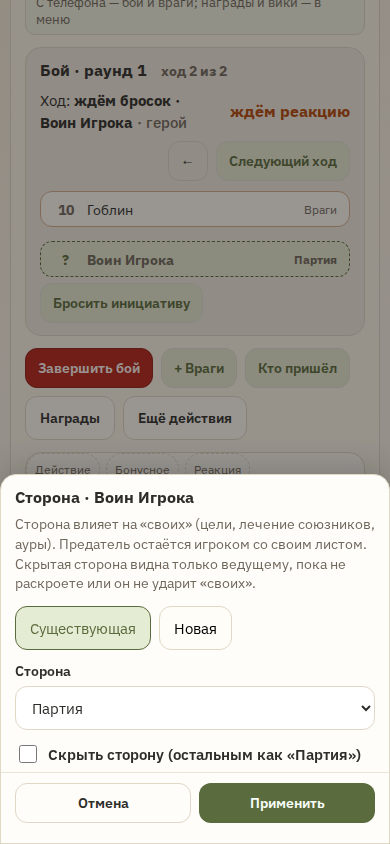 С телефона — бой и враги; награды и вики — в
меню
Бой · раунд 1 ход 2 из 2
Ход: ждём бросок ·
Воин Игрока · герой
ждём реакцию
← Следующий ход
10 Гоблин Враги
? Воин Игрока Партия
Бросить инициативу
Завершить бой + Враги Кто пришёл
Награды Ещё действия
Действие Бонусное Реакция
Сторона · Воин Игрока
Сторона влияет на «своих» (цели, лечение союзников,
ауры). Предатель остаётся игроком со своим листом.
Скрытая сторона видна только ведущему, пока не
раскроете или он не ударит «своих».
Существующая Новая
Сторона
Партия
Скрыть сторону (остальным как «Партия»)
Отмена Применить